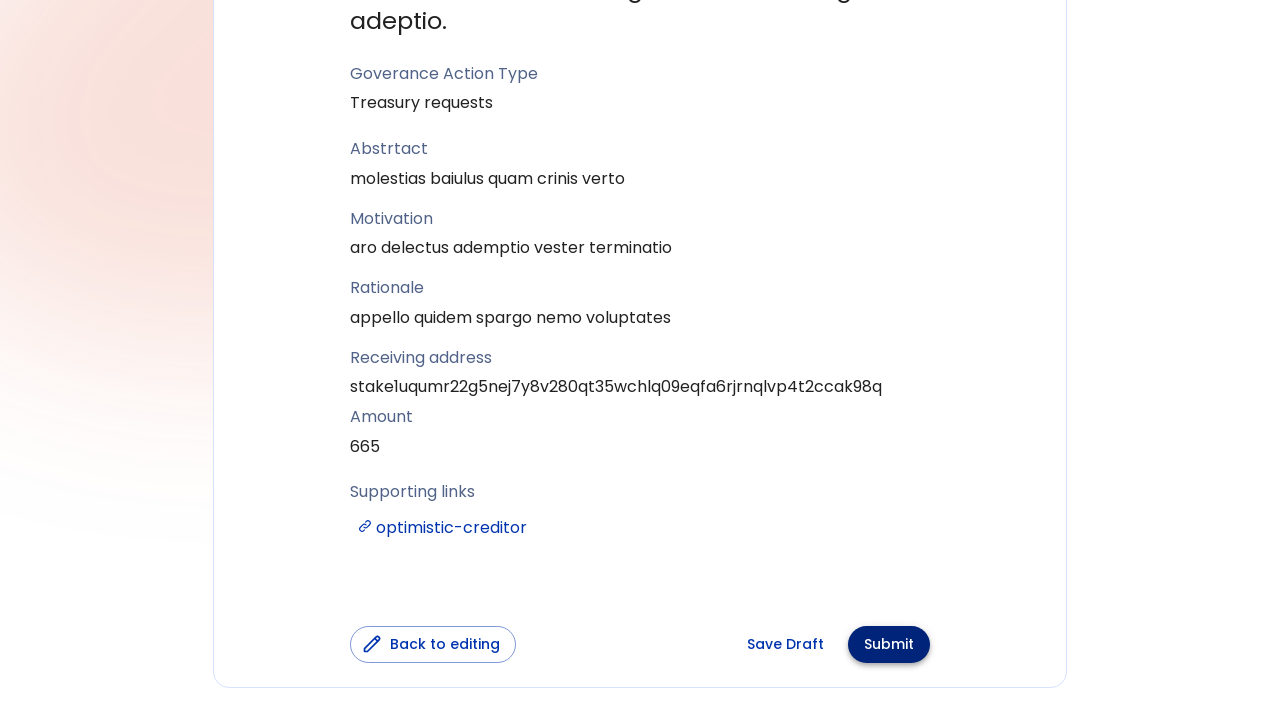 adeptio.
Goverance Action Type
Treasury requests
Abstrtact
molestias baiulus quam crinis verto
Motivation
aro delectus ademptio vester terminatio
Rationale
appello quidem spargo nemo voluptates
Receiving address
stake1uqumr22g5nej7y8v280qt35wchlq09eqfa6rjrnqlvp4t2ccak98q
Amount
665
Supporting links
optimistic-creditor
Back to editing
Save Draft
Submit